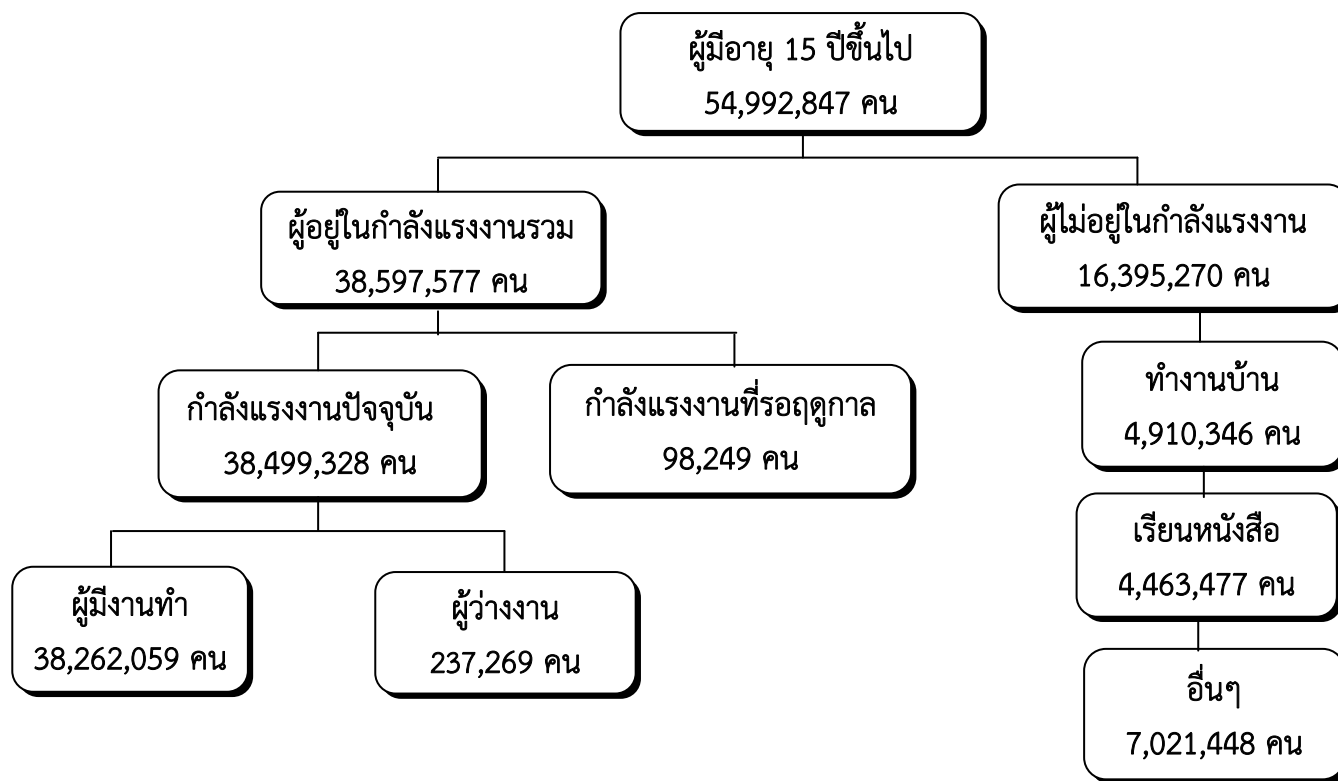 ผู้มีอายุ 15 ปีขึ้นไป
54,992,847 คน
ผู้อยู่ในกำลังแรงงานรวม
38,597,577 คน
ผู้ไม่อยู่ในกำลังแรงงาน
16,395,270 คน
กำลังแรงงานปัจจุบัน
38,499,328 คน
กำลังแรงงานที่รอฤดูกาล
98,249 คน
ทำงานบ้าน
4,910,346 คน
เรียนหนังสือ
4,463,477 คน
ผู้มีงานทำ
38,262,059 คน
ผู้ว่างงาน
237,269 คน
อื่นๆ
7,021,448 คน